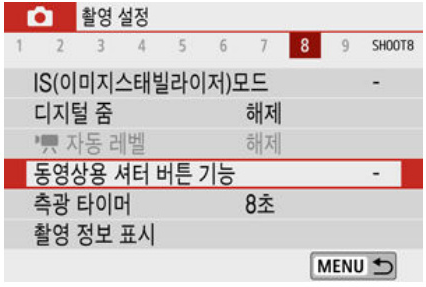 촬영 설정
1 2 3 4 5 6 7 8 9 SHOOT8
IS(이미지스태빌라이저)모드 -
디지털 줌 해제
자동 레벨 해제
동영상용 셔터 버튼 기능 -
측광 타이머 8초
촬영 정보 표시
MENU